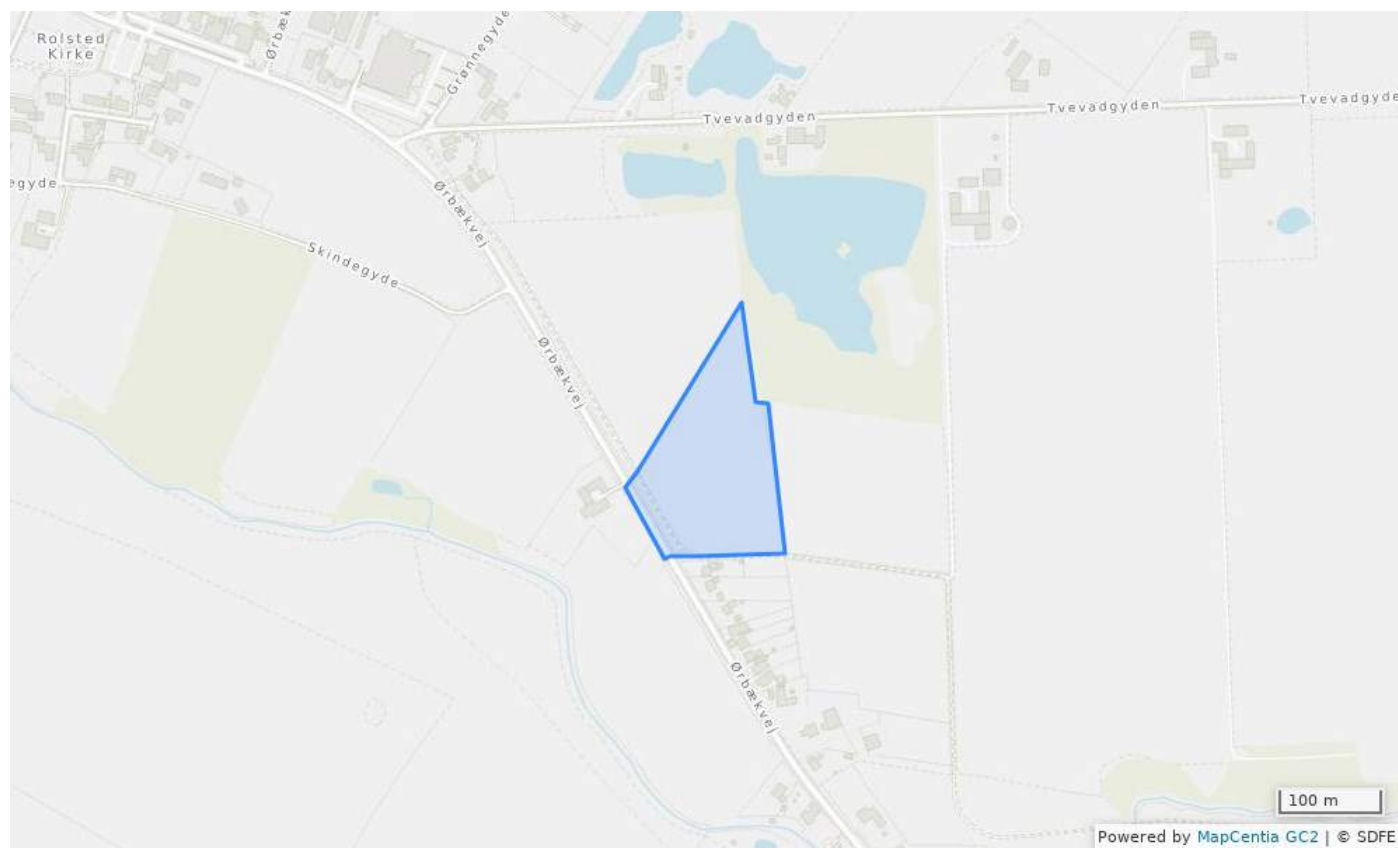 Rolsted
Kirke
Ørbæk
Grønnegyde
Tvevadgyden
Tvevadgyden
Tvevadgyde
egyde
Ørbækvej
Skindegyde
Ørbækvej
Ørbækvej
100 m
Powered by MapCentia GC2 | © SDFE